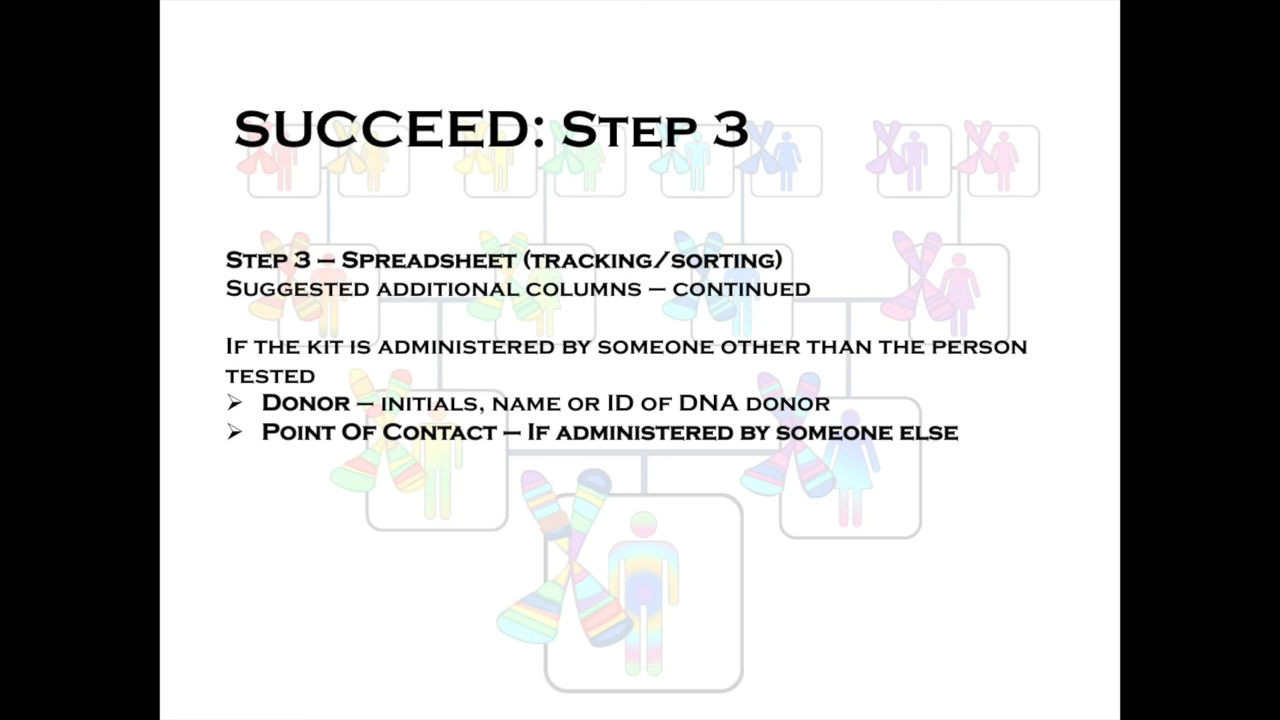 SUCCEED: Step 3
Step 3 – Spreadsheet (tracking/sorting)
Suggested additional columns – continued
If the kit is administered by someone other than the person
tested
➢ Donor – initials, name or ID of DNA donor
➢ Point Of Contact – If administered by someone else